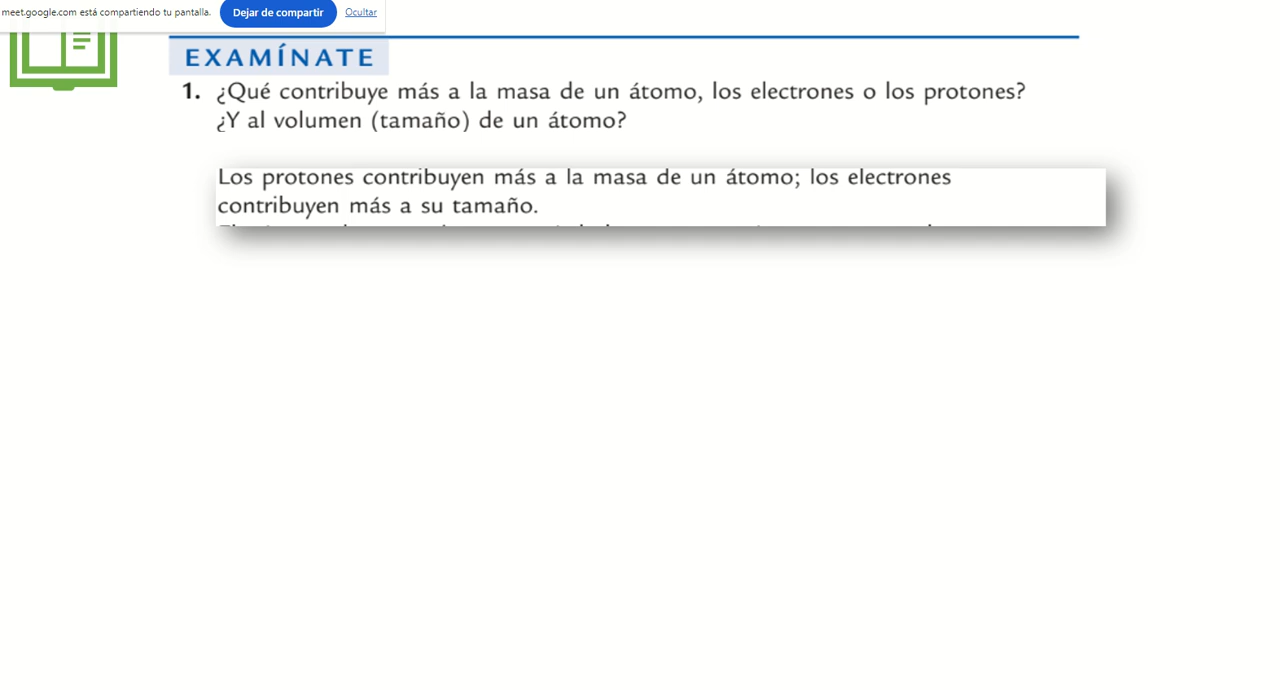 meet.google.com está compartiendo tu pantalla. Dejar de compartir Ocultar
EXAMÍNATE
1. ¿Qué contribuye más a la masa de un átomo, los electrones o los protones?
¿Y al volumen (tamaño) de un átomo?
Los protones contribuyen más a la masa de un átomo; los electrones
contribuyen más a su tamaño.